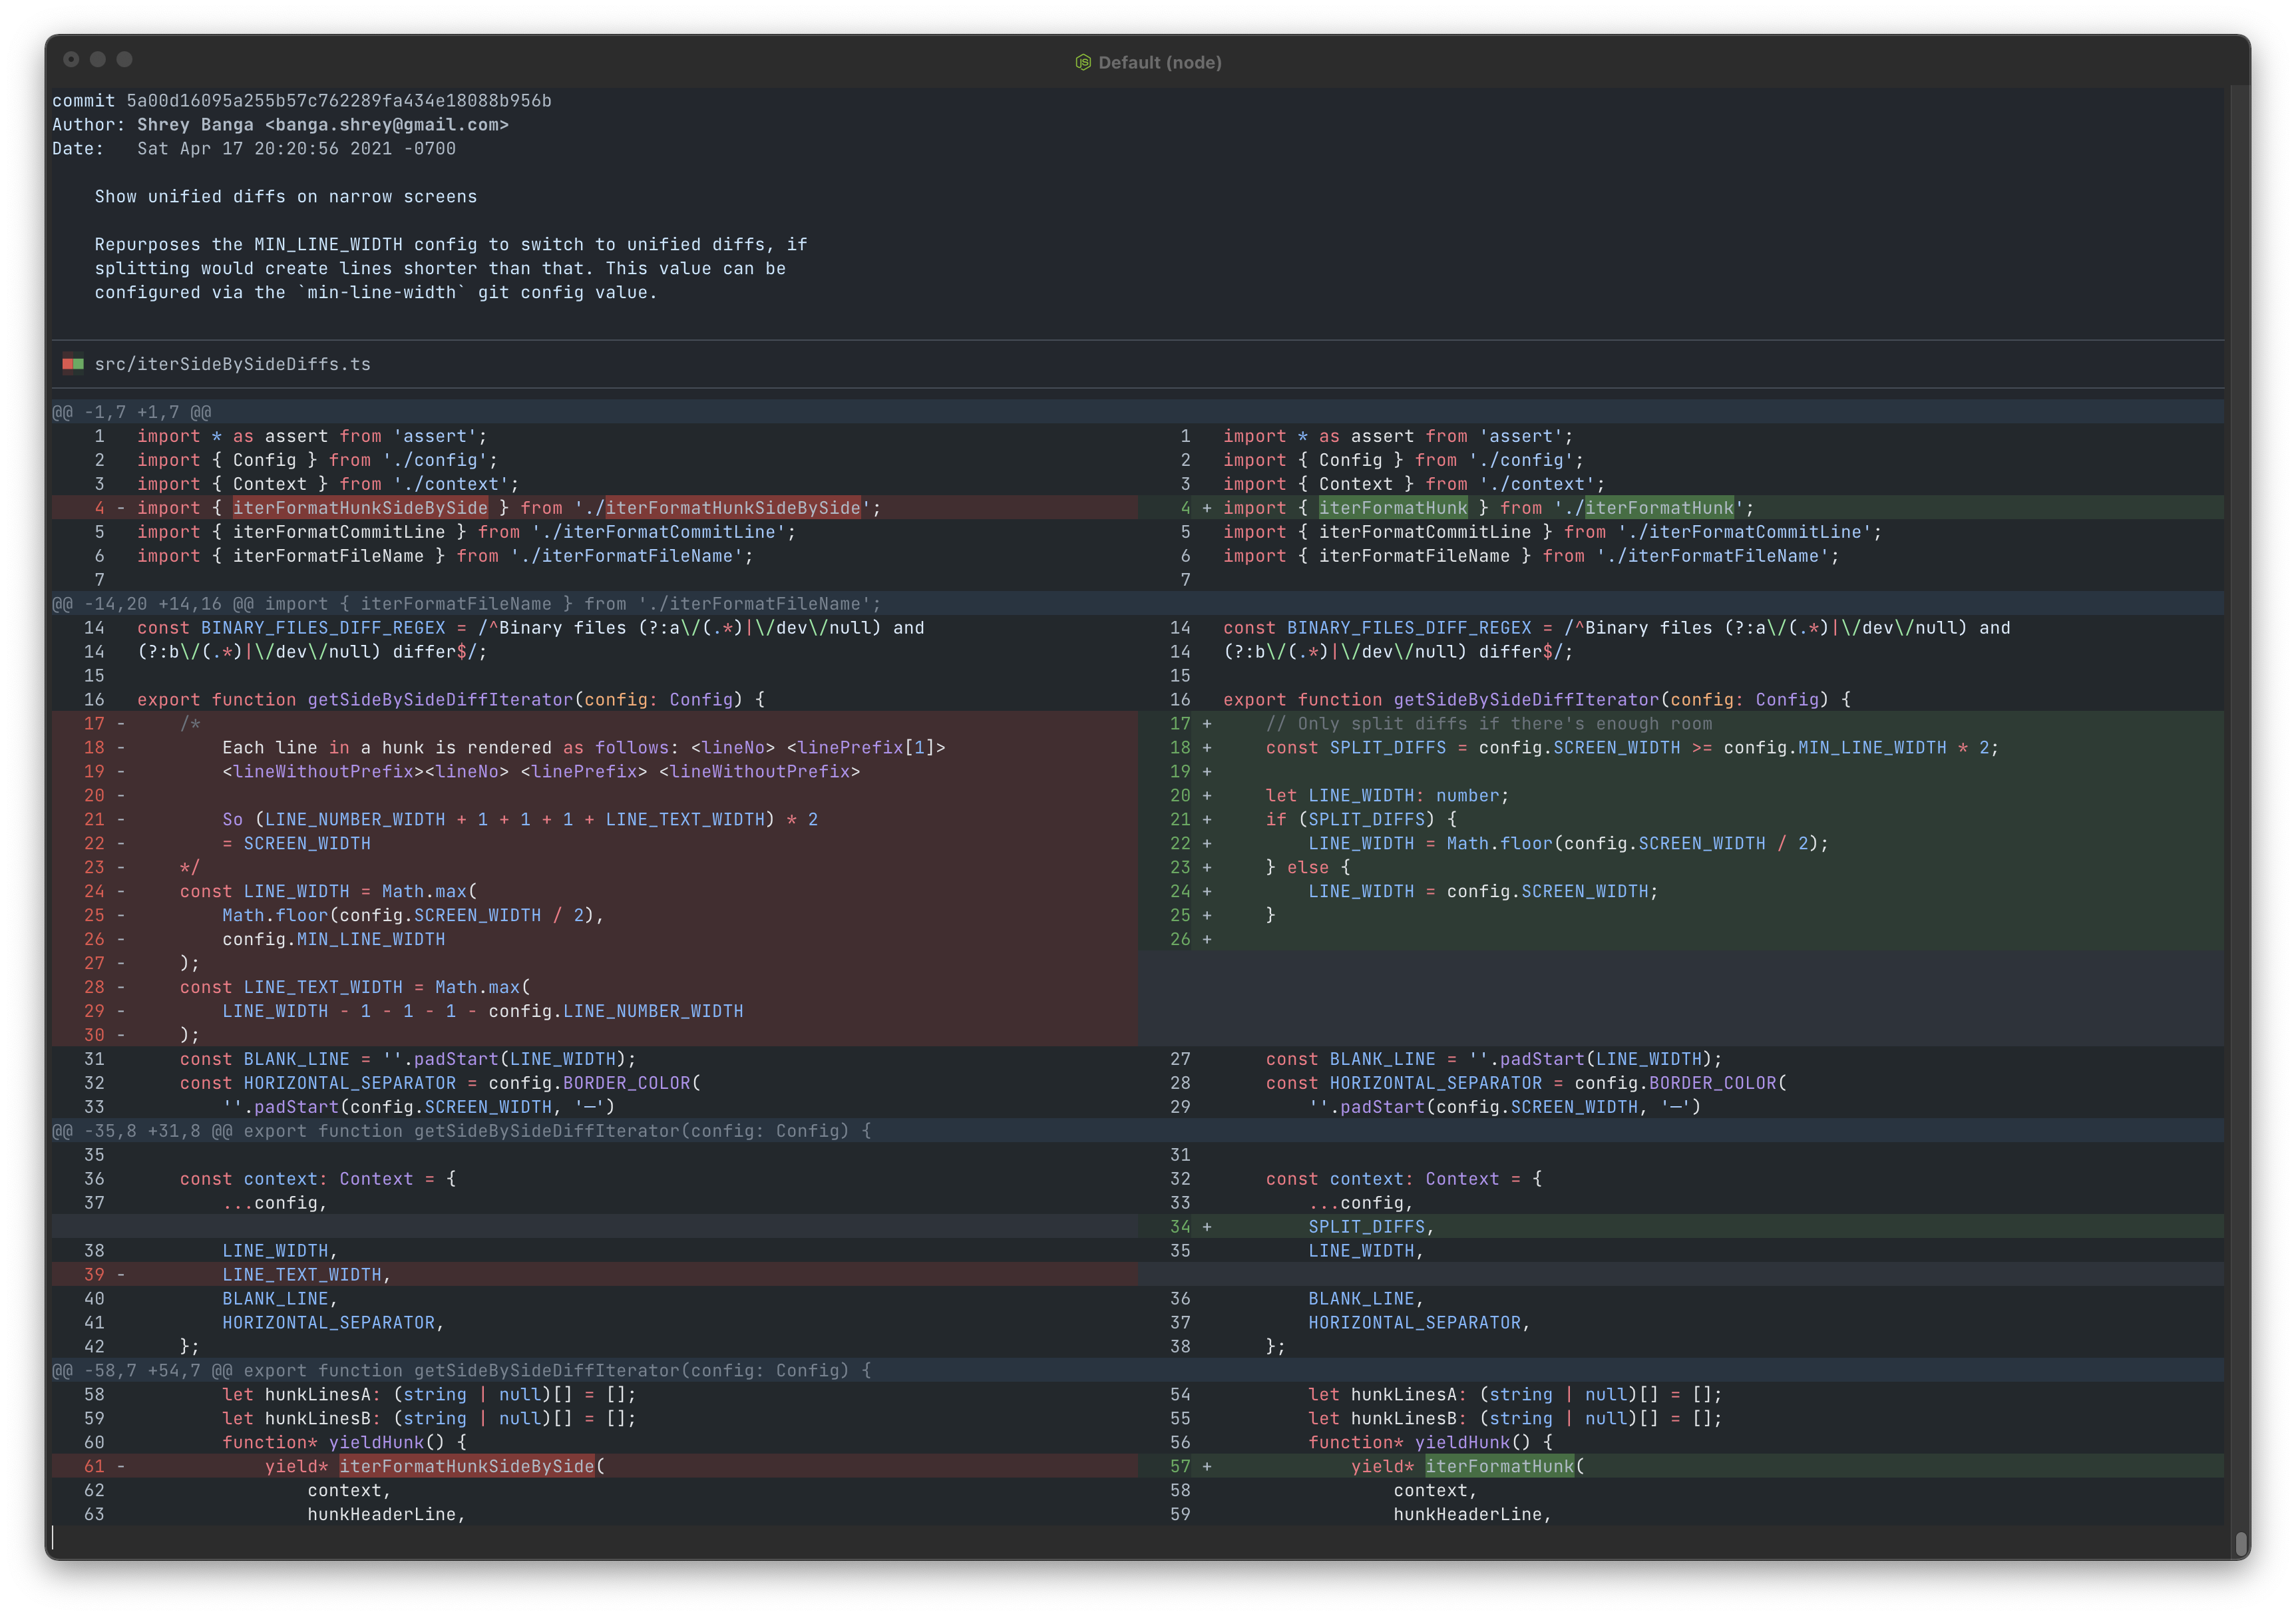 Default (node)
commit 5a00d16095a255b57c762289fa434e18088b956b
Author: Shrey Banga <banga.shrey@gmail.com>
Date:   Sat Apr 17 20:20:56 2021 -0700
    Show unified diffs on narrow screens
    Repurposes the MIN_LINE_WIDTH config to switch to unified diffs, if
    splitting would create lines shorter than that. This value can be
    configured via the `min-line-width` git config value.
src/iterSideBySideDiffs.ts
@@ -1,7 +1,7 @@
1   import * as assert from 'assert';   1   import * as assert from 'assert';
2   import { Config } from './config';   2   import { Config } from './config';
3   import { Context } from './context';   3   import { Context } from './context';
4 - import { iterFormatHunkSideBySide } from './iterFormatHunkSideBySide';   4 + import { iterFormatHunk } from './iterFormatHunk';
5   import { iterFormatCommitLine } from './iterFormatCommitLine';   5   import { iterFormatCommitLine } from './iterFormatCommitLine';
6   import { iterFormatFileName } from './iterFormatFileName';   6   import { iterFormatFileName } from './iterFormatFileName';
7   7
@@ -14,20 +14,16 @@ import { iterFormatFileName } from './iterFormatFileName';
14   const BINARY_FILES_DIFF_REGEX = /^Binary files (?:a\/(.*)|\/dev\/null) and   14   const BINARY_FILES_DIFF_REGEX = /^Binary files (?:a\/(.*)|\/dev\/null) and
14   (?:b\/(.*)|\/dev\/null) differ$/;   14   (?:b\/(.*)|\/dev\/null) differ$/;
15   15
16   export function getSideBySideDiffIterator(config: Config) {   16   export function getSideBySideDiffIterator(config: Config) {
17 -     /*   17 +     // Only split diffs if there's enough room
18 -         Each line in a hunk is rendered as follows: <lineNo> <linePrefix[1]>   18 +     const SPLIT_DIFFS = config.SCREEN_WIDTH >= config.MIN_LINE_WIDTH * 2;
19 -         <lineWithoutPrefix><lineNo> <linePrefix> <lineWithoutPrefix>   19 +
20 -   20 +     let LINE_WIDTH: number;
21 -         So (LINE_NUMBER_WIDTH + 1 + 1 + 1 + LINE_TEXT_WIDTH) * 2   21 +     if (SPLIT_DIFFS) {
22 -         = SCREEN_WIDTH   22 +         LINE_WIDTH = Math.floor(config.SCREEN_WIDTH / 2);
23 -     */   23 +     } else {
24 -     const LINE_WIDTH = Math.max(   24 +         LINE_WIDTH = config.SCREEN_WIDTH;
25 -         Math.floor(config.SCREEN_WIDTH / 2),   25 +     }
26 -         config.MIN_LINE_WIDTH   26 +
27 -     );
28 -     const LINE_TEXT_WIDTH = Math.max(
29 -         LINE_WIDTH - 1 - 1 - 1 - config.LINE_NUMBER_WIDTH
30 -     );
31       const BLANK_LINE = ''.padStart(LINE_WIDTH);   27       const BLANK_LINE = ''.padStart(LINE_WIDTH);
32       const HORIZONTAL_SEPARATOR = config.BORDER_COLOR(   28       const HORIZONTAL_SEPARATOR = config.BORDER_COLOR(
33           ''.padStart(config.SCREEN_WIDTH, '─')   29           ''.padStart(config.SCREEN_WIDTH, '─')
@@ -35,8 +31,8 @@ export function getSideBySideDiffIterator(config: Config) {
35   31
36       const context: Context = {   32       const context: Context = {
37           ...config,   33           ...config,
34 +         SPLIT_DIFFS,
38           LINE_WIDTH,   35           LINE_WIDTH,
39 -         LINE_TEXT_WIDTH,
40           BLANK_LINE,   36           BLANK_LINE,
41           HORIZONTAL_SEPARATOR,   37           HORIZONTAL_SEPARATOR,
42       };   38       };
@@ -58,7 +54,7 @@ export function getSideBySideDiffIterator(config: Config) {
58           let hunkLinesA: (string | null)[] = [];   54           let hunkLinesA: (string | null)[] = [];
59           let hunkLinesB: (string | null)[] = [];   55           let hunkLinesB: (string | null)[] = [];
60           function* yieldHunk() {   56           function* yieldHunk() {
61 -             yield* iterFormatHunkSideBySide(   57 +             yield* iterFormatHunk(
62                   context,   58                   context,
63                   hunkHeaderLine,   59                   hunkHeaderLine,